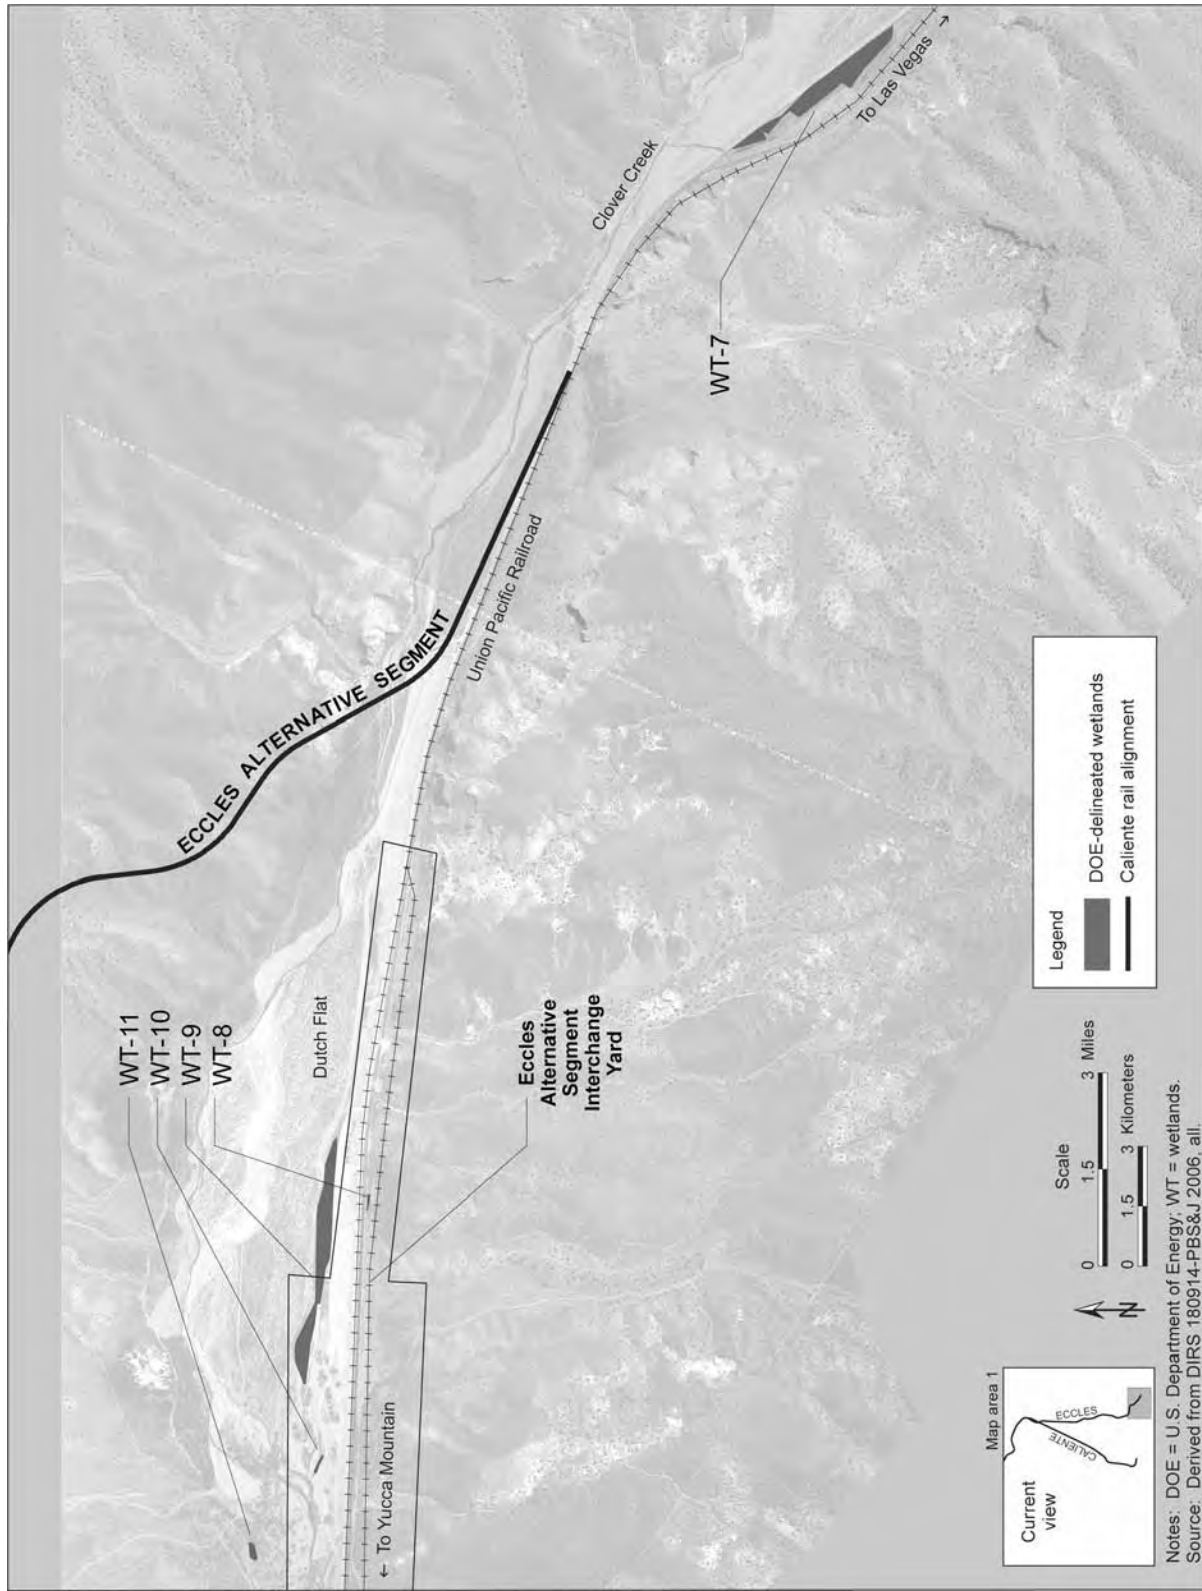 WT-11
WT-10
WT-9
WT-8
Dutch Flat
ECCLES ALTERNATIVE SEGMENT
Clover Creek
Union Pacific Railroad
To Las Vegas →
WT-7
Eccles
Alternative
Segment
Interchange
Yard
← To Yucca Mountain
Map area 1
Current
view
ECCLES
CALIENTE
N
Scale
0 1.5 3 Miles
0 1.5 3 Kilometers
Legend
DOE-delineated wetlands
Caliente rail alignment
Notes: DOE = U.S. Department of Energy; WT = wetlands.
Source: Derived from DIRS 180914-PBS&J 2006, all.